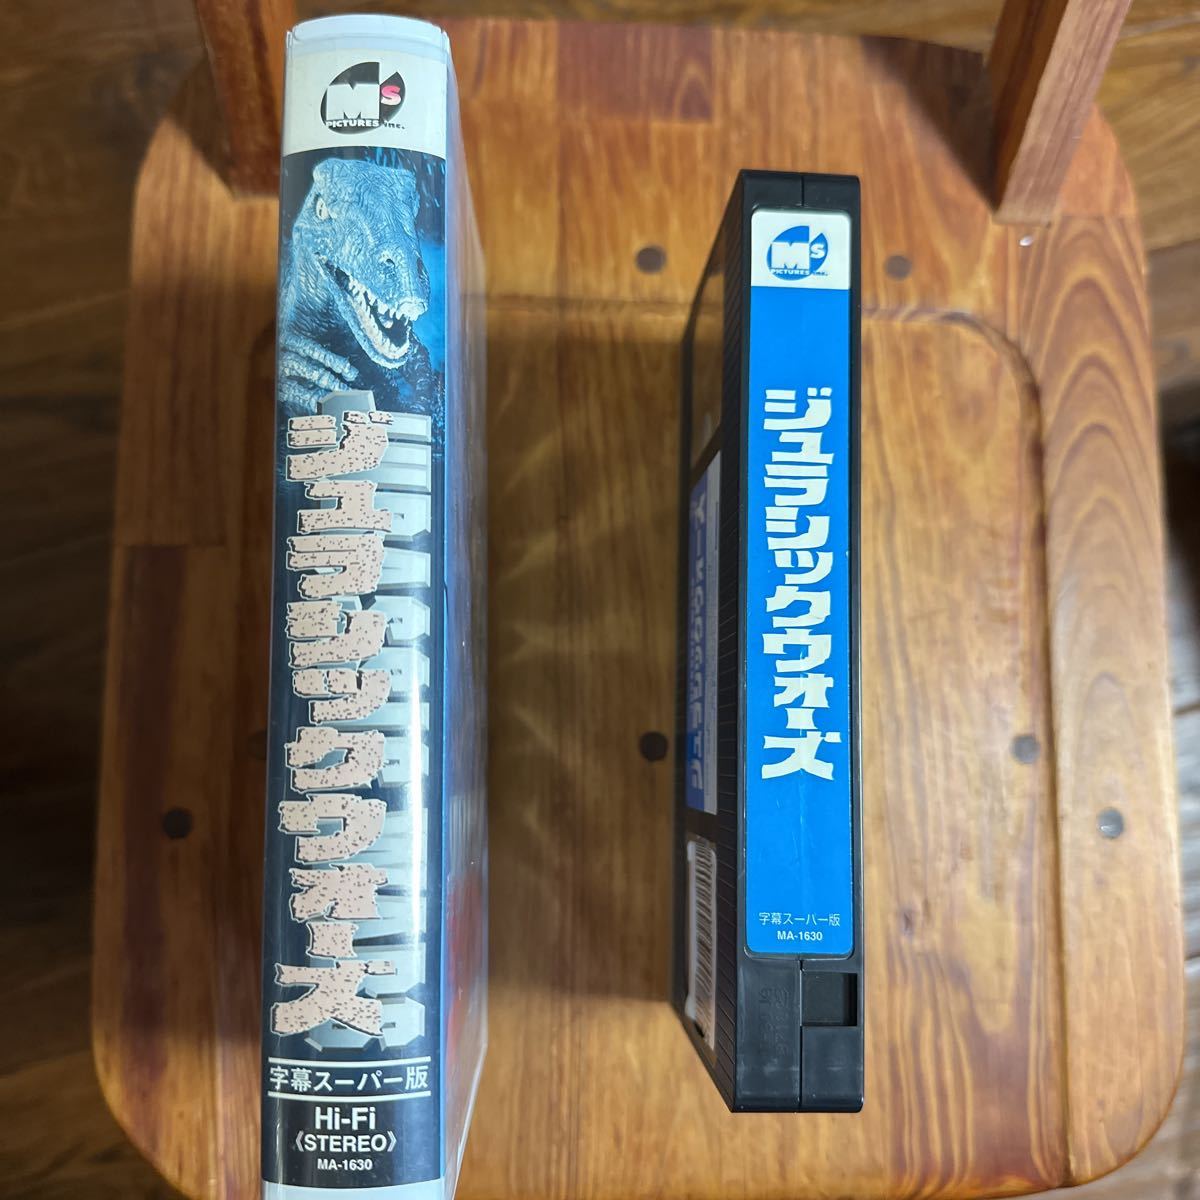 M's
PICTURES inc.
ジュラシックウォーズ
JURASSIC WARS
字幕スーパー版
Hi-Fi
《STEREO》
MA-1630
M's
PICTURES inc.
ジュラシックウォーズ
字幕スーパー版
MA-1630